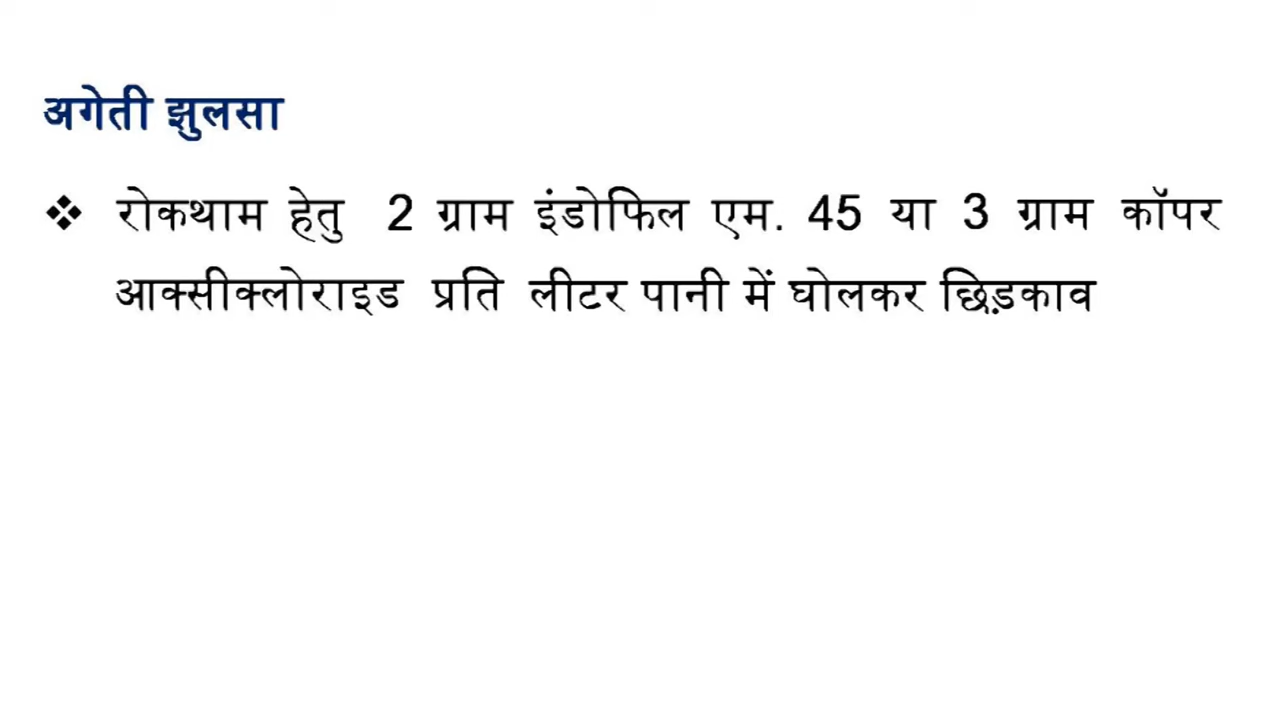 अगेती झुलसा
❖ रोकथाम हेतु 2 ग्राम इंडोफिल एम. 45 या 3 ग्राम कॉपर
आक्सीक्लोराइड प्रति लीटर पानी में घोलकर छिड़काव